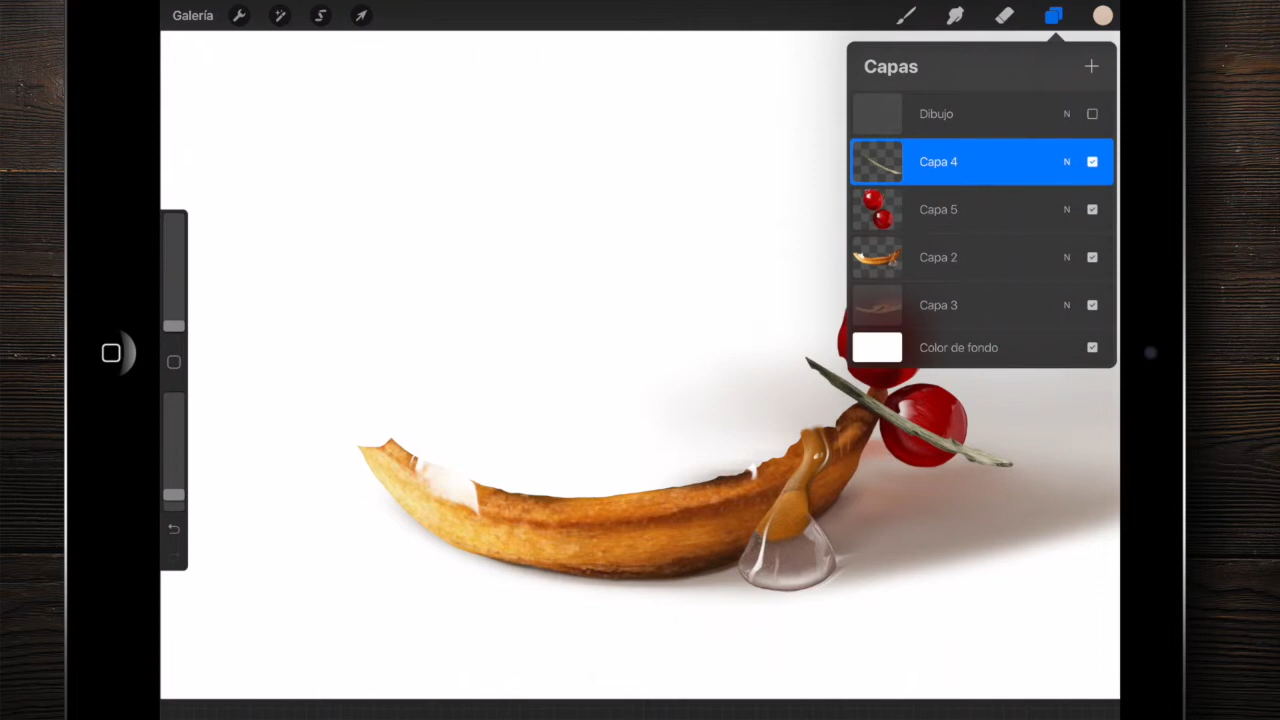 Galería
Capas
Dibujo N
Capa 4 N
Capa 5 N
Capa 2 N
Capa 3 N
Color de fondo